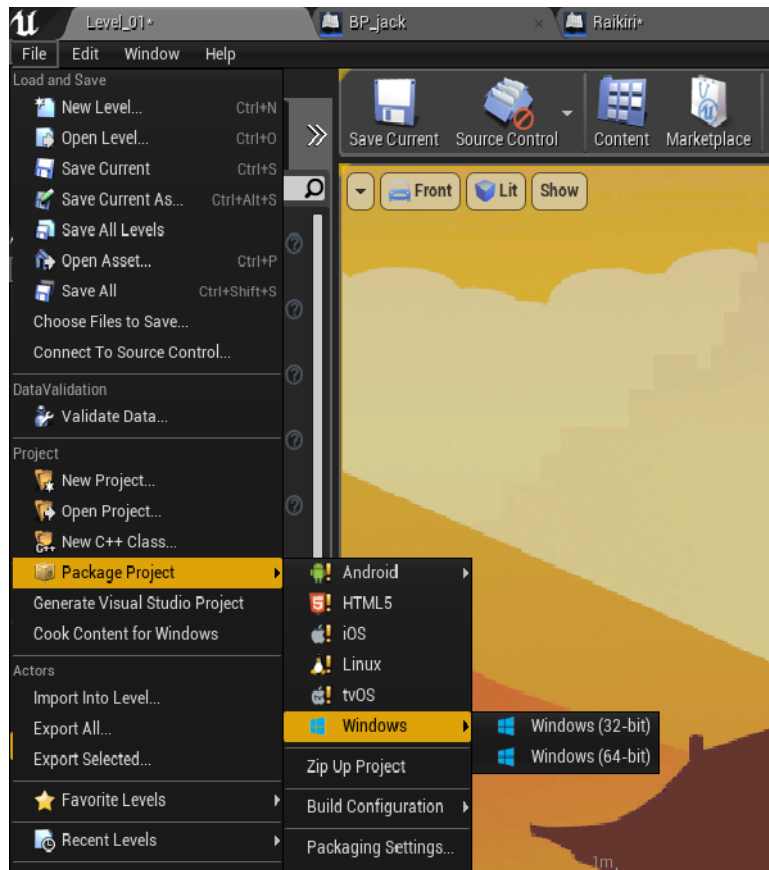 Level_01* BP_jack Raikiri*
File Edit Window Help
Load and Save
New Level... Ctrl+N
Open Level... Ctrl+O
Save Current Ctrl+S
Save Current As... Ctrl+Alt+S
Save All Levels
Open Asset... Ctrl+P
Save All Ctrl+Shift+S
Choose Files to Save...
Connect To Source Control...
DataValidation
Validate Data...
Project
New Project...
Open Project...
New C++ Class...
Package Project
Generate Visual Studio Project
Cook Content for Windows
Actors
Import Into Level...
Export All...
Export Selected...
Favorite Levels
Recent Levels
Save Current Source Control Content Marketplace
Front Lit Show
Android
HTML5
iOS
Linux
tvOS
Windows
Zip Up Project
Build Configuration
Packaging Settings...
Windows (32-bit)
Windows (64-bit)
1m